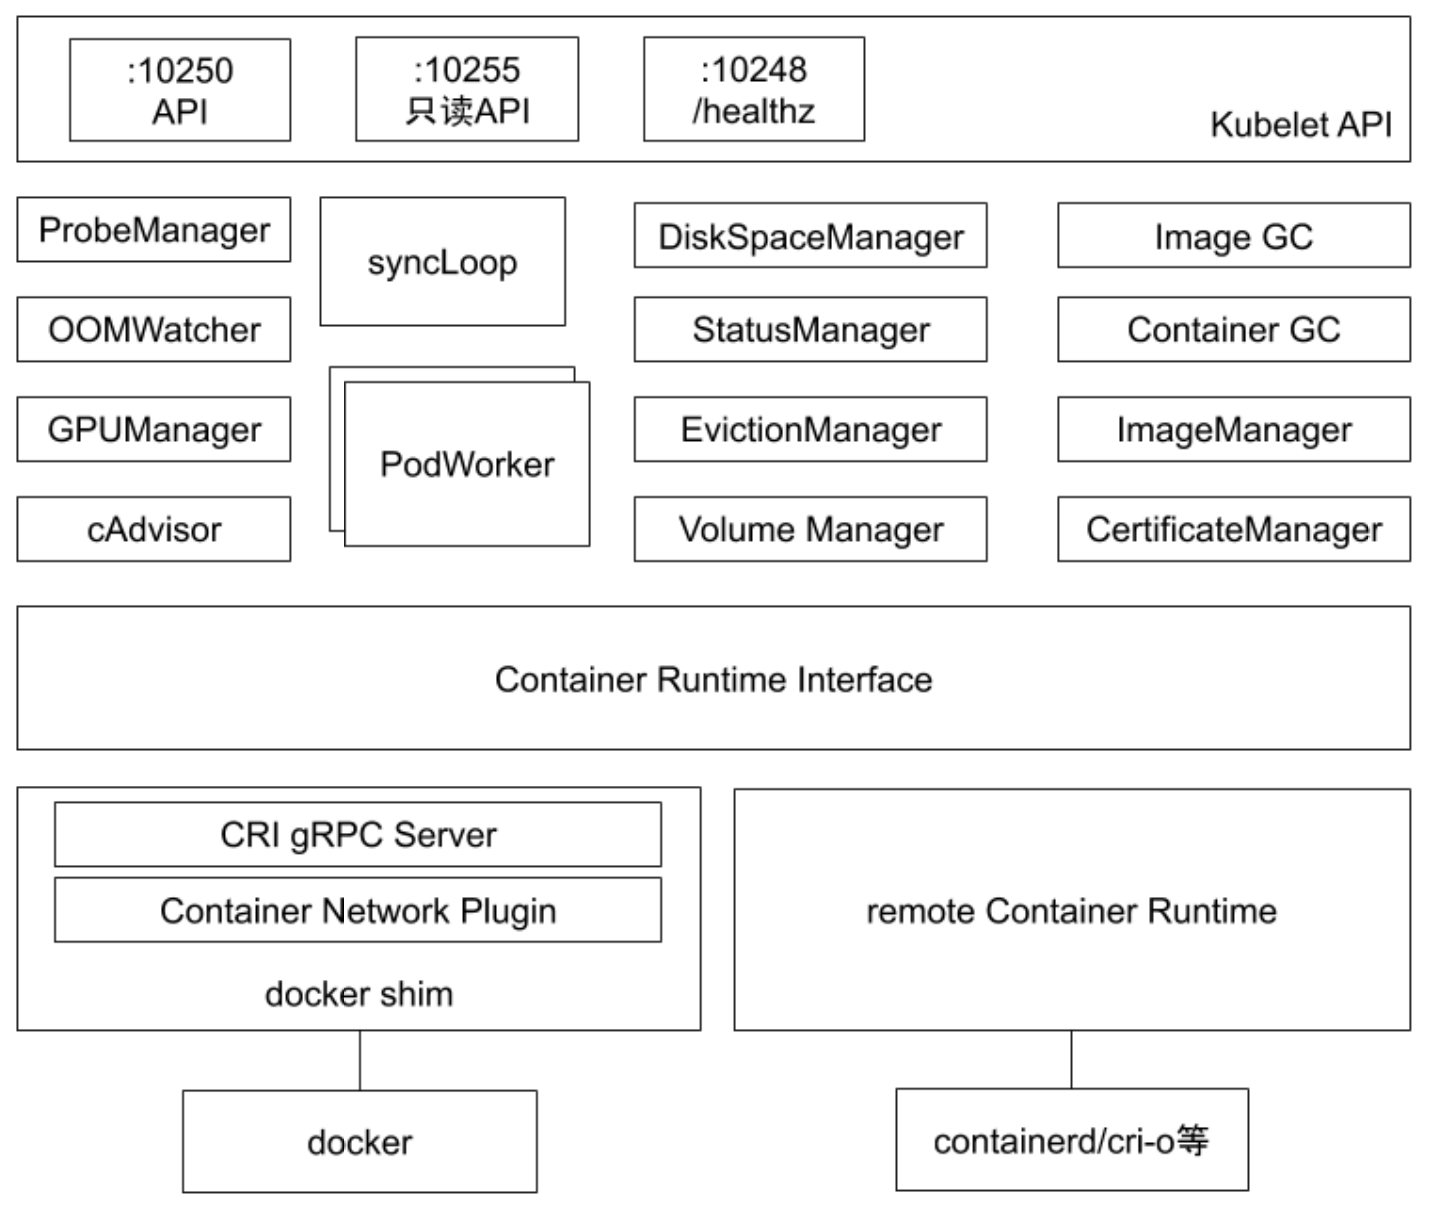 :10250
API
:10255
只读API
:10248
/healthz
Kubelet API
ProbeManager
OOMWatcher
GPUManager
cAdvisor
syncLoop
PodWorker
DiskSpaceManager
StatusManager
EvictionManager
Volume Manager
Image GC
Container GC
ImageManager
CertificateManager
Container Runtime Interface
CRI gRPC Server
Container Network Plugin
docker shim
remote Container Runtime
docker
containerd/cri-o等